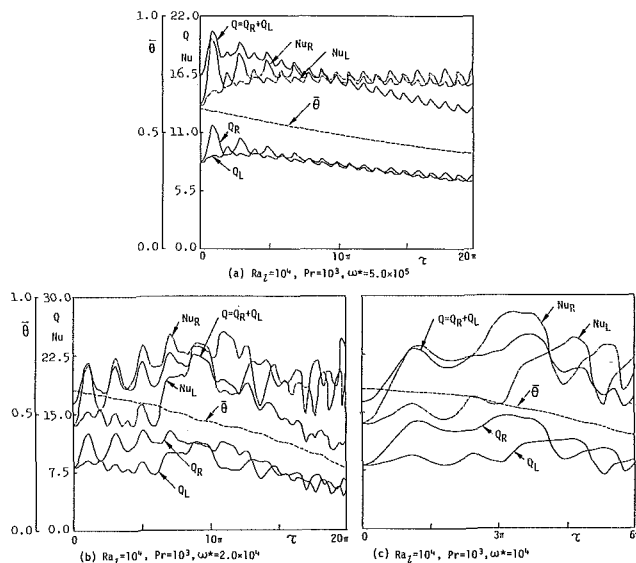 1.0
22.0
θ̄
Q
Q=Q_R+Q_L
Nu_R
Nu_L
Nu
16.5
θ̄
0.5
11.0
Q_R
5.5
Q_L
0.0
0.0
0
10π
τ
20π
(a) Ra_l=10⁴, Pr=10³, ω*=5.0×10⁵
1.0
30.0
θ̄
Q
Nu
Nu_R
Q=Q_R+Q_L
22.5
Nu_L
θ̄
0.5
15.0
7.5
Q_R
Q_L
0.0
0.0
0
10π
τ
20π
(b) Ra_l=10⁴, Pr=10³, ω*=2.0×10⁴
Nu_R
Q=Q_R+Q_L
Nu_L
θ̄
Q_R
Q_L
0
3π
τ
(c) Ra_l=10⁴, Pr=10³, ω*=10⁴